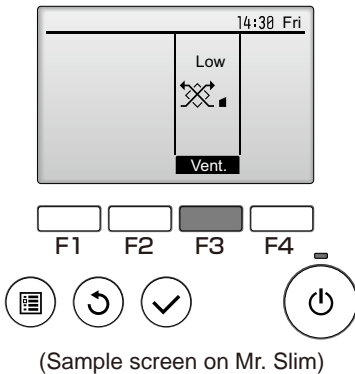 14:30 Fri
Low
Vent.
F1 F2 F3 F4
(Sample screen on Mr. Slim)